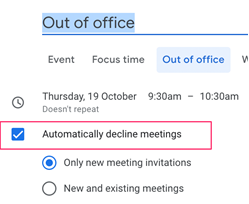 Out of office
Event Focus time Out of office
Thursday, 19 October 9:30am – 10:30am
Doesn't repeat
Automatically decline meetings
Only new meeting invitations
New and existing meetings